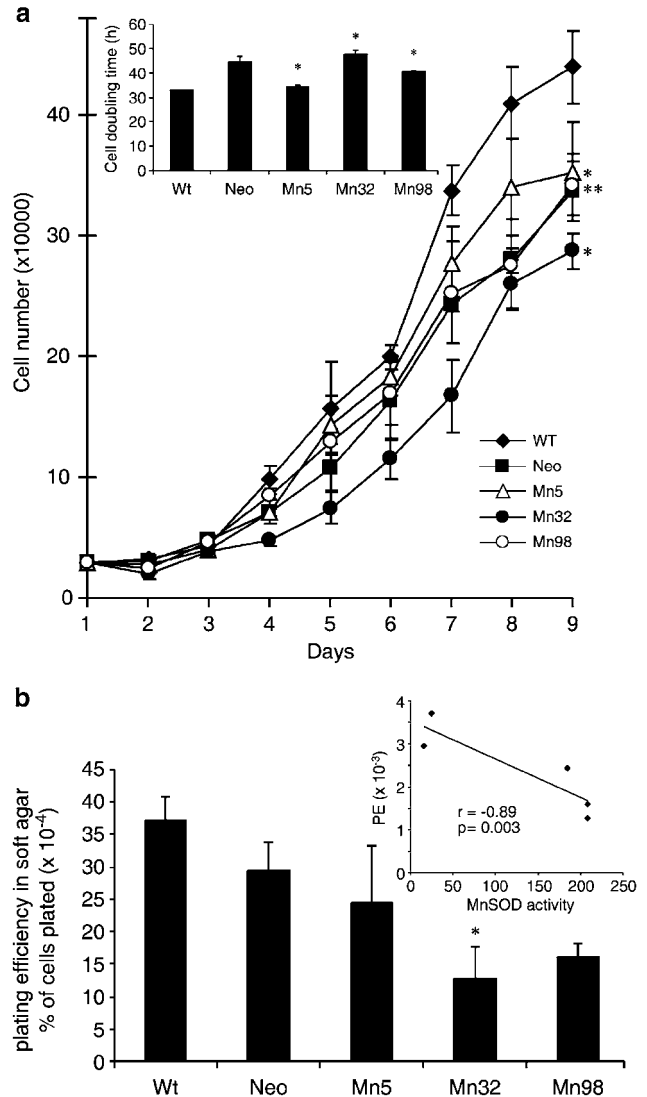 a
Cell doubling time (h)
60
50
40
30
20
10
0
*
*
*
Wt Neo Mn5 Mn32 Mn98
Cell number (x10000)
40
30
20
10
0
*
**
*
WT
Neo
Mn5
Mn32
Mn98
1 2 3 4 5 6 7 8 9
Days
b
plating efficiency in soft agar
% of cells plated (x 10-4)
45
40
35
30
25
20
15
10
5
0
*
Wt Neo Mn5 Mn32 Mn98
PE (x 10-3)
4
3
2
1
0
r = -0.89
p= 0.003
0 50 100 150 200 250
MnSOD activity